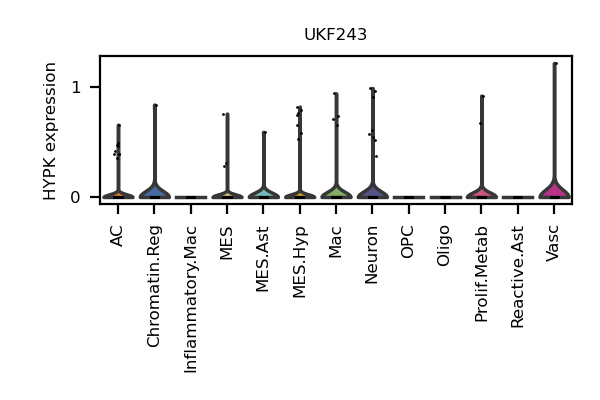 UKF243
HYPK expression
1
0
AC
Chromatin.Reg
Inflammatory.Mac
MES
MES.Ast
MES.Hyp
Mac
Neuron
OPC
Oligo
Prolif.Metab
Reactive.Ast
Vasc